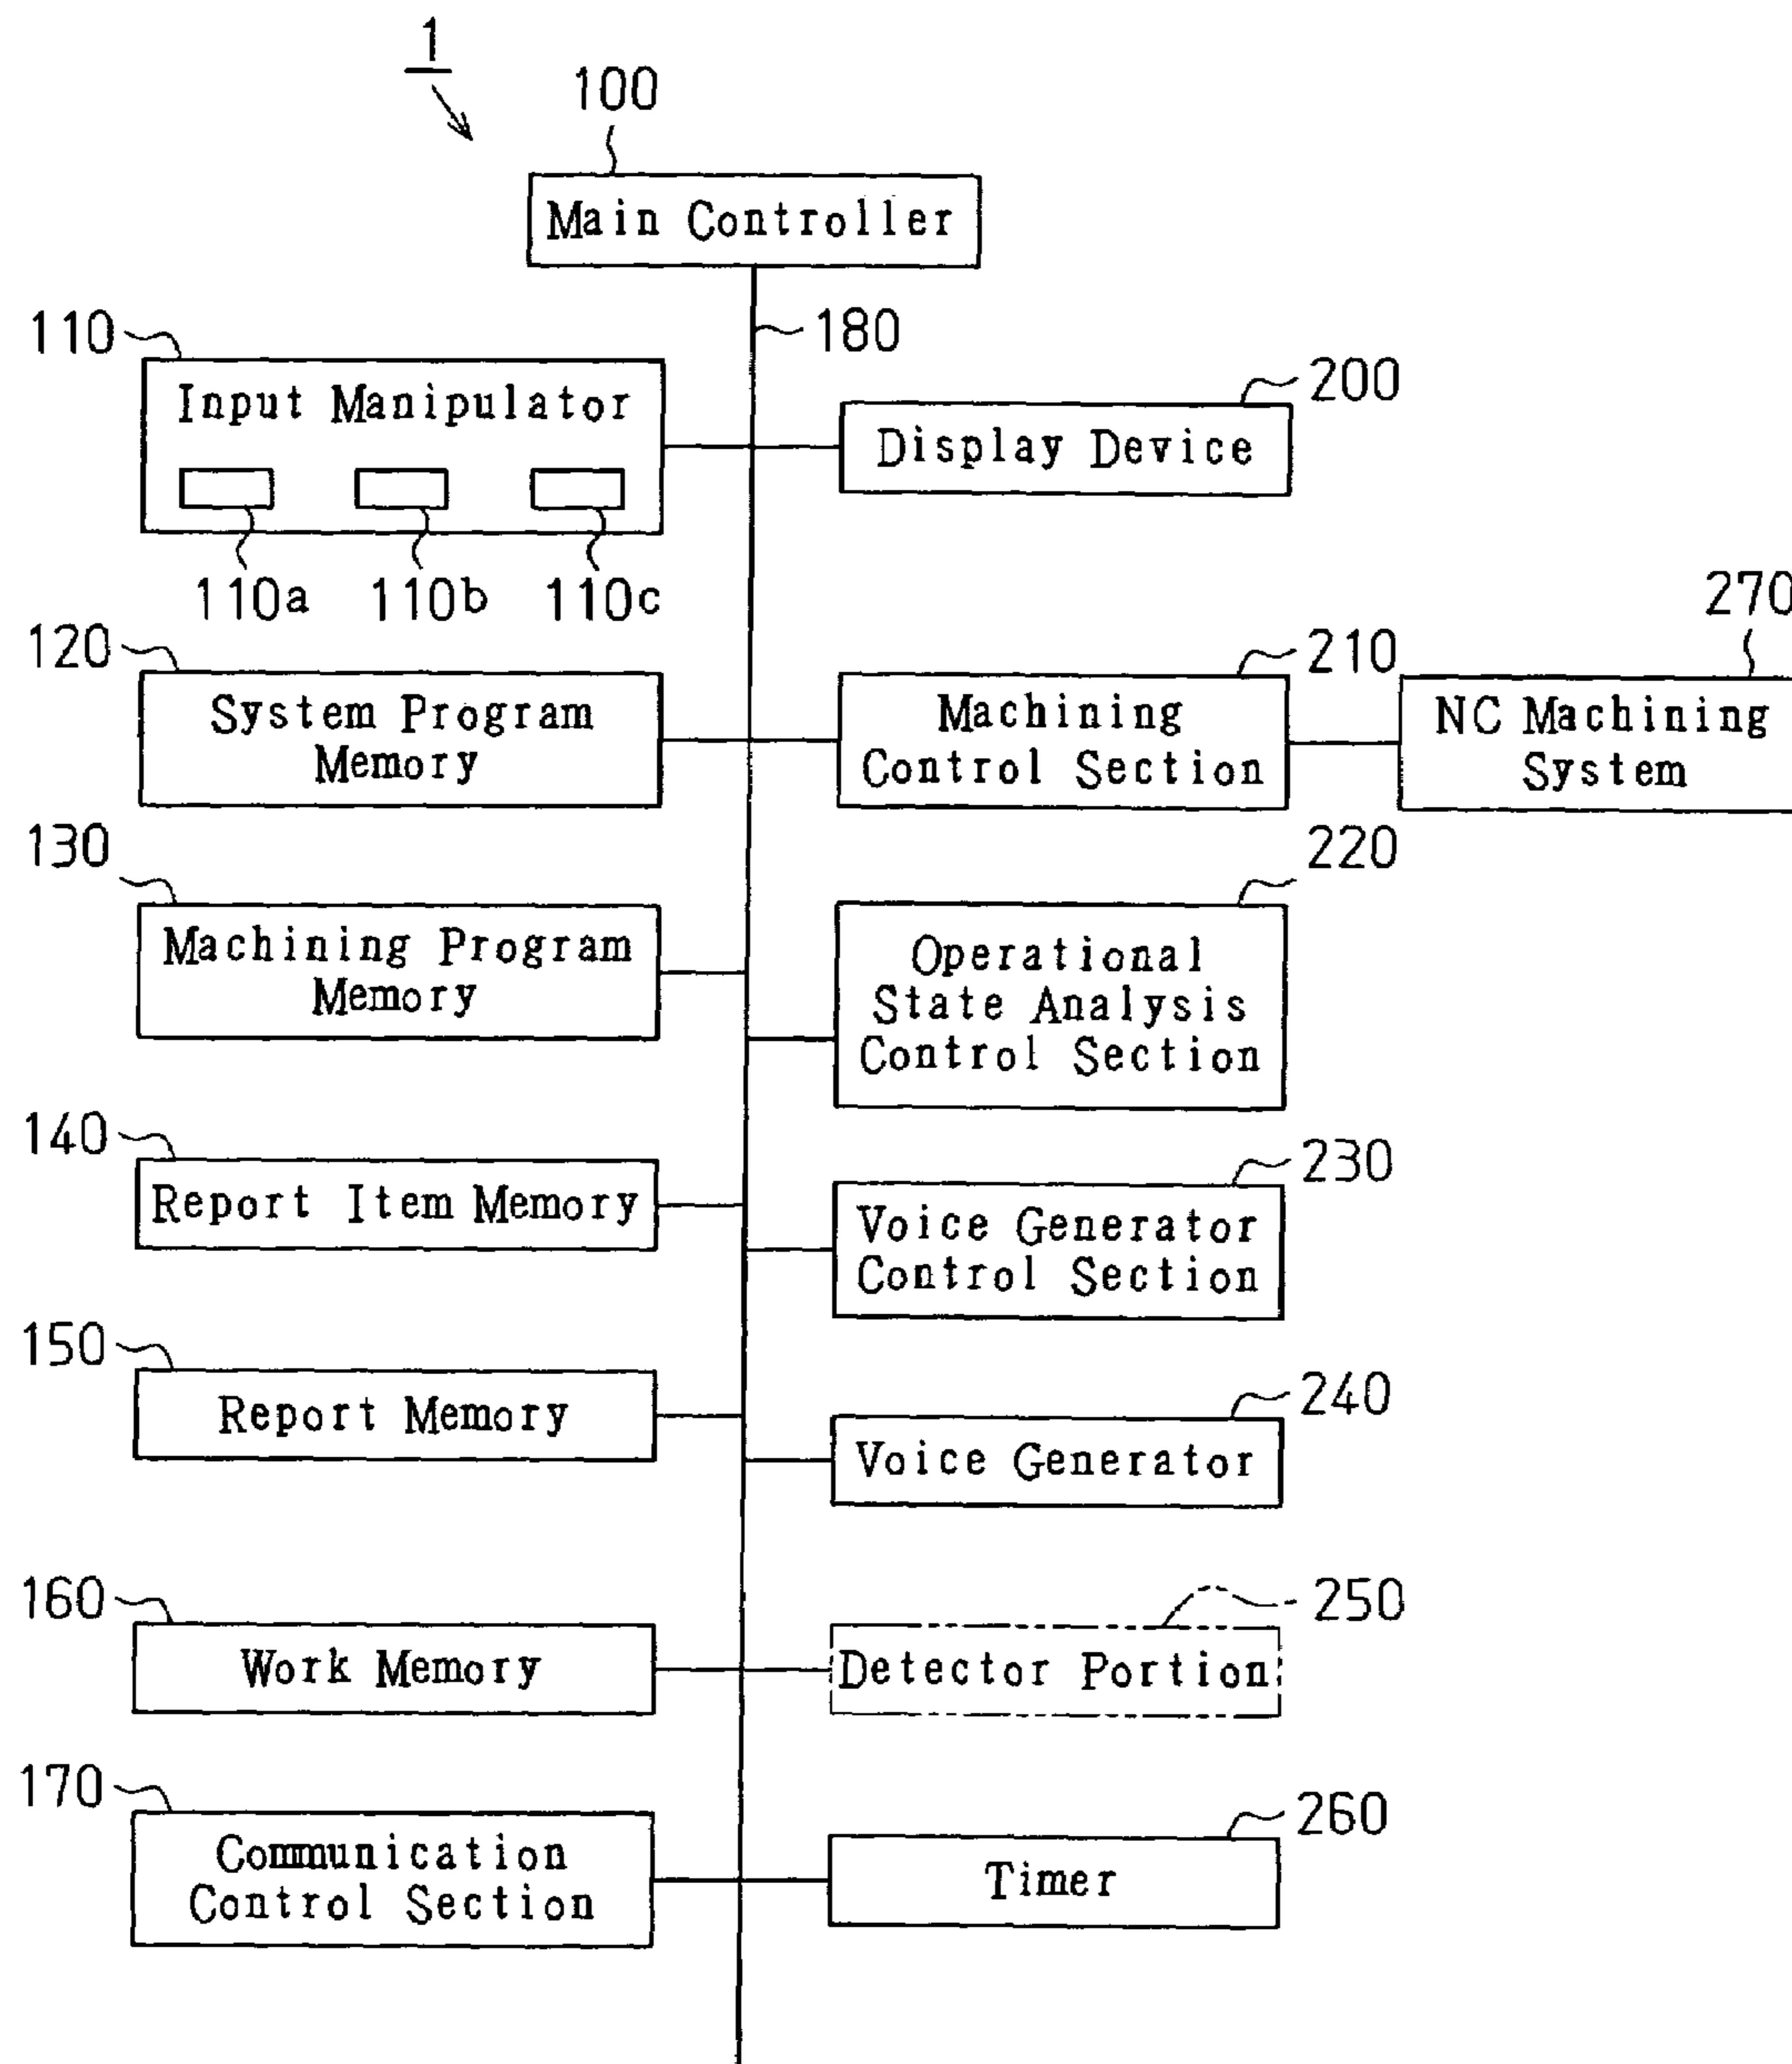 1
100
Main Controller
180
110
Input Manipulator
110a 110b 110c
200
Display Device
120
System Program
Memory
210
Machining
Control Section
270
NC Machining
System
130
Machining Program
Memory
220
Operational
State Analysis
Control Section
140
Report Item Memory
230
Voice Generator
Control Section
150
Report Memory
240
Voice Generator
160
Work Memory
250
Detector Portion
170
Communication
Control Section
260
Timer